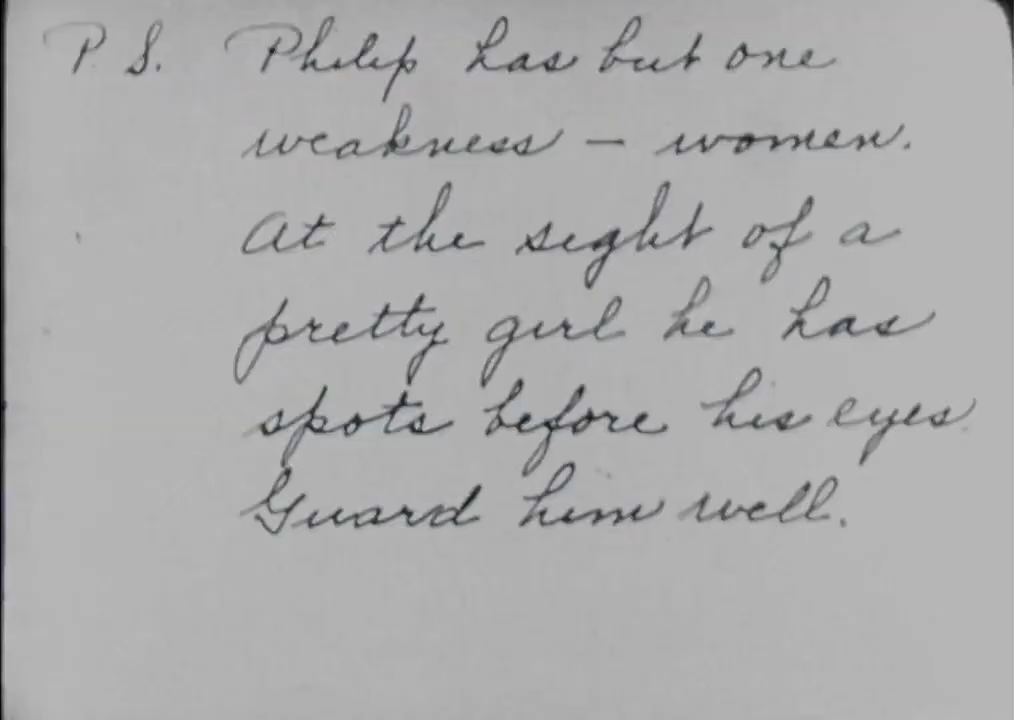 P S. Philip has but one
weakness – women.
At the sight of a
pretty girl he has
spots before his eyes.
Guard him well.